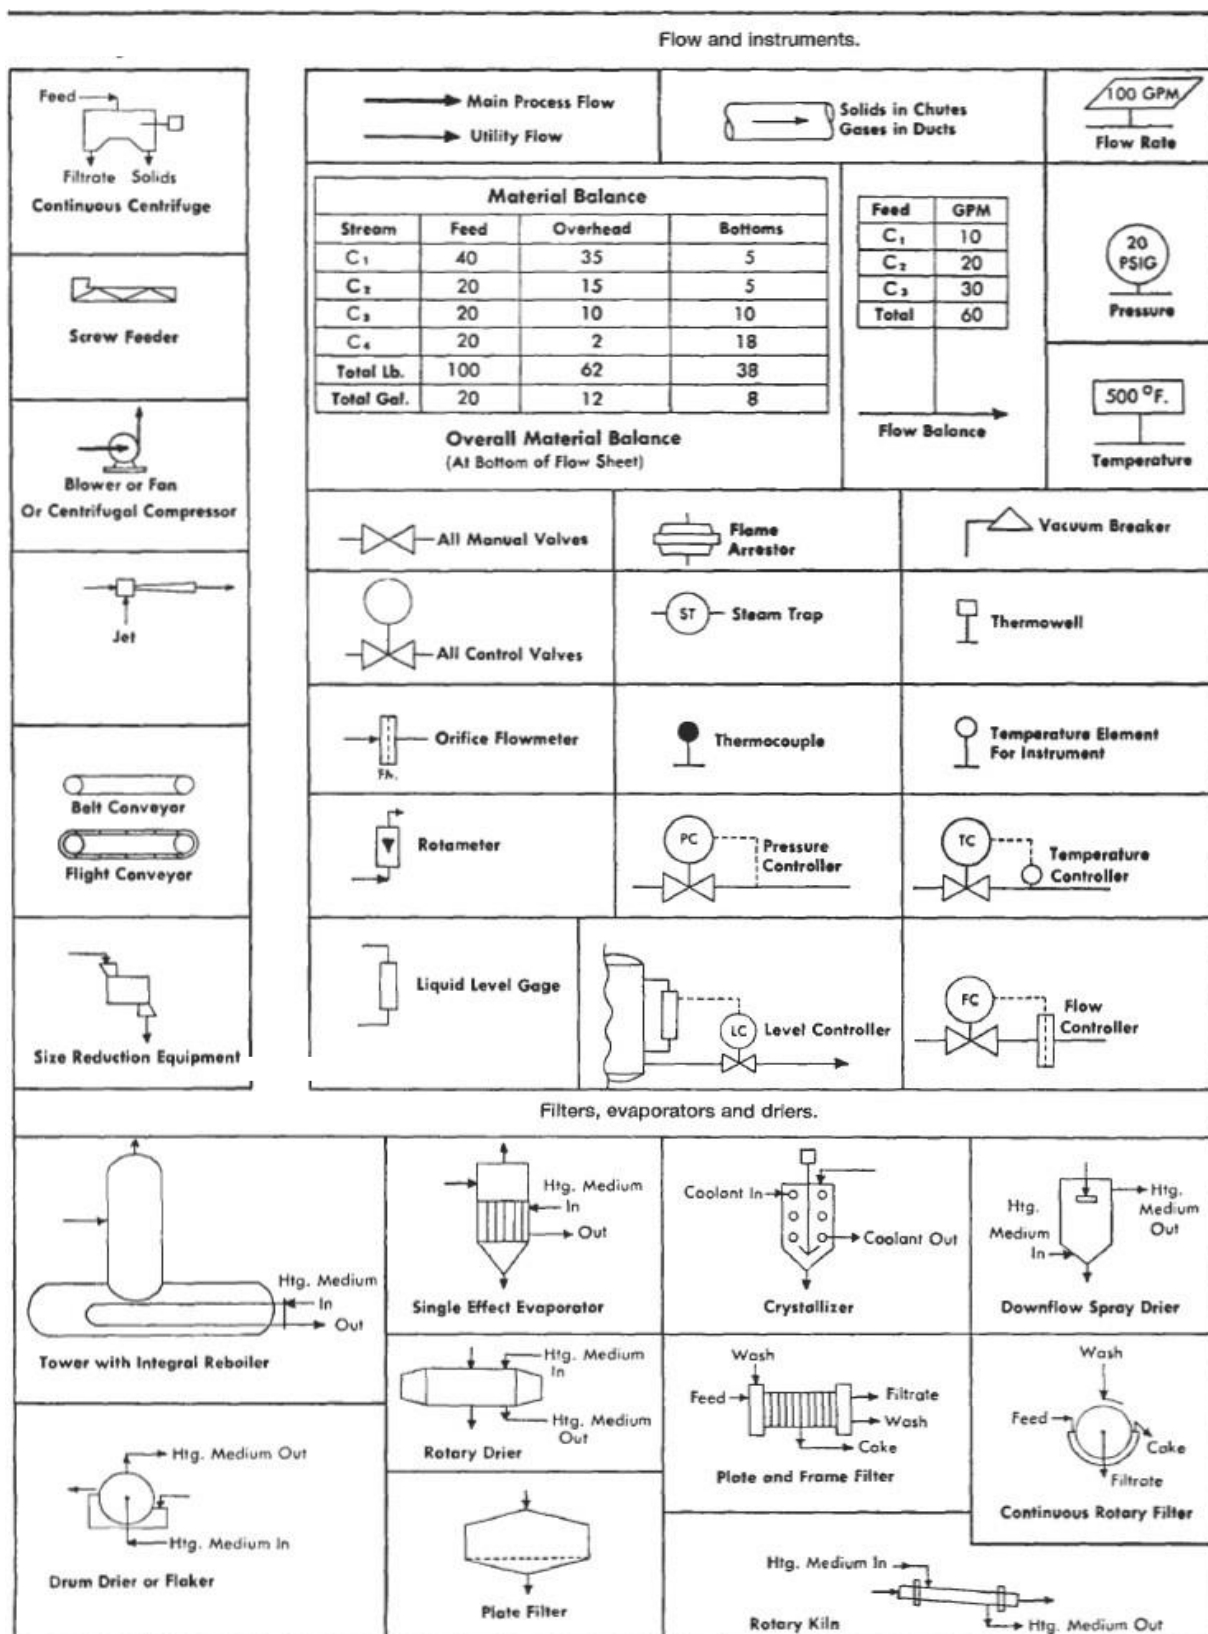 Flow and instruments.
Feed
Filtrate Solids
Continuous Centrifuge
Screw Feeder
Blower or Fan
Or Centrifugal Compressor
Jet
Belt Conveyor
Flight Conveyor
Size Reduction Equipment
Main Process Flow
Utility Flow
Solids in Chutes
Gases in Ducts
100 GPM
Flow Rate
Material Balance
Stream Feed Overhead Bottoms
C₁ 40 35 5
C₂ 20 15 5
C₃ 20 10 10
C₄ 20 2 18
Total Lb. 100 62 38
Total Gal. 20 12 8
Overall Material Balance
(At Bottom of Flow Sheet)
Feed GPM
C₁ 10
C₂ 20
C₃ 30
Total 60
Flow Balance
20
PSIG
Pressure
500 °F.
Temperature
All Manual Valves
Flame
Arrestor
Vacuum Breaker
All Control Valves
ST
Steam Trap
Thermowell
Orifice Flowmeter
Thermocouple
Temperature Element
For Instrument
Rotameter
PC
Pressure
Controller
TC
Temperature
Controller
Liquid Level Gage
LC
Level Controller
FC
Flow
Controller
Filters, evaporators and driers.
Htg. Medium
In
Out
Tower with Integral Reboiler
Htg. Medium
In
Out
Single Effect Evaporator
Coolant In
Coolant Out
Crystallizer
Htg.
Medium
In
Htg.
Medium
Out
Downflow Spray Drier
Htg. Medium
In
Htg. Medium
Out
Rotary Drier
Wash
Feed
Filtrate
Wash
Cake
Plate and Frame Filter
Wash
Feed
Cake
Filtrate
Continuous Rotary Filter
Htg. Medium Out
Htg. Medium In
Drum Drier or Flaker
Plate Filter
Htg. Medium In
Htg. Medium Out
Rotary Kiln